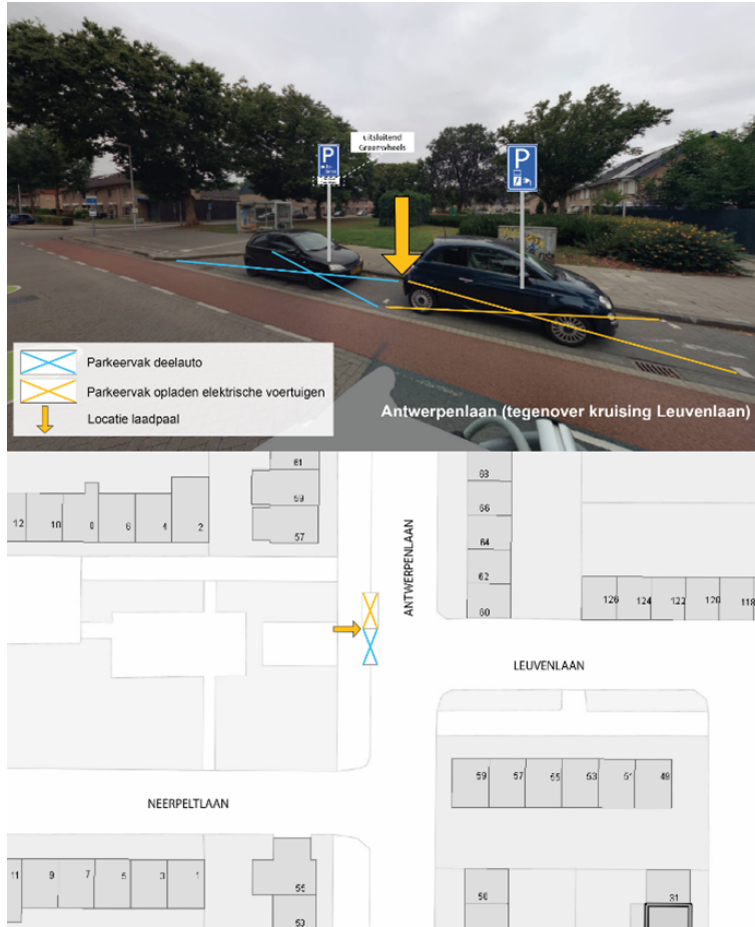 uitsluitend
Greenwheels
P
P
Parkeervak deelauto
Parkeervak opladen elektrische voertuigen
Locatie laadpaal
Antwerpenlaan (tegenover kruising Leuvenlaan)
61
59
57
12 10 8 6 4 2
68
66
64
62
60
126 124 122 120 118
ANTWERPENLAAN
LEUVENLAAN
59 57 55 53 51 49
NEERPELTLAAN
11 9 7 5 3 1
55
53
56
31